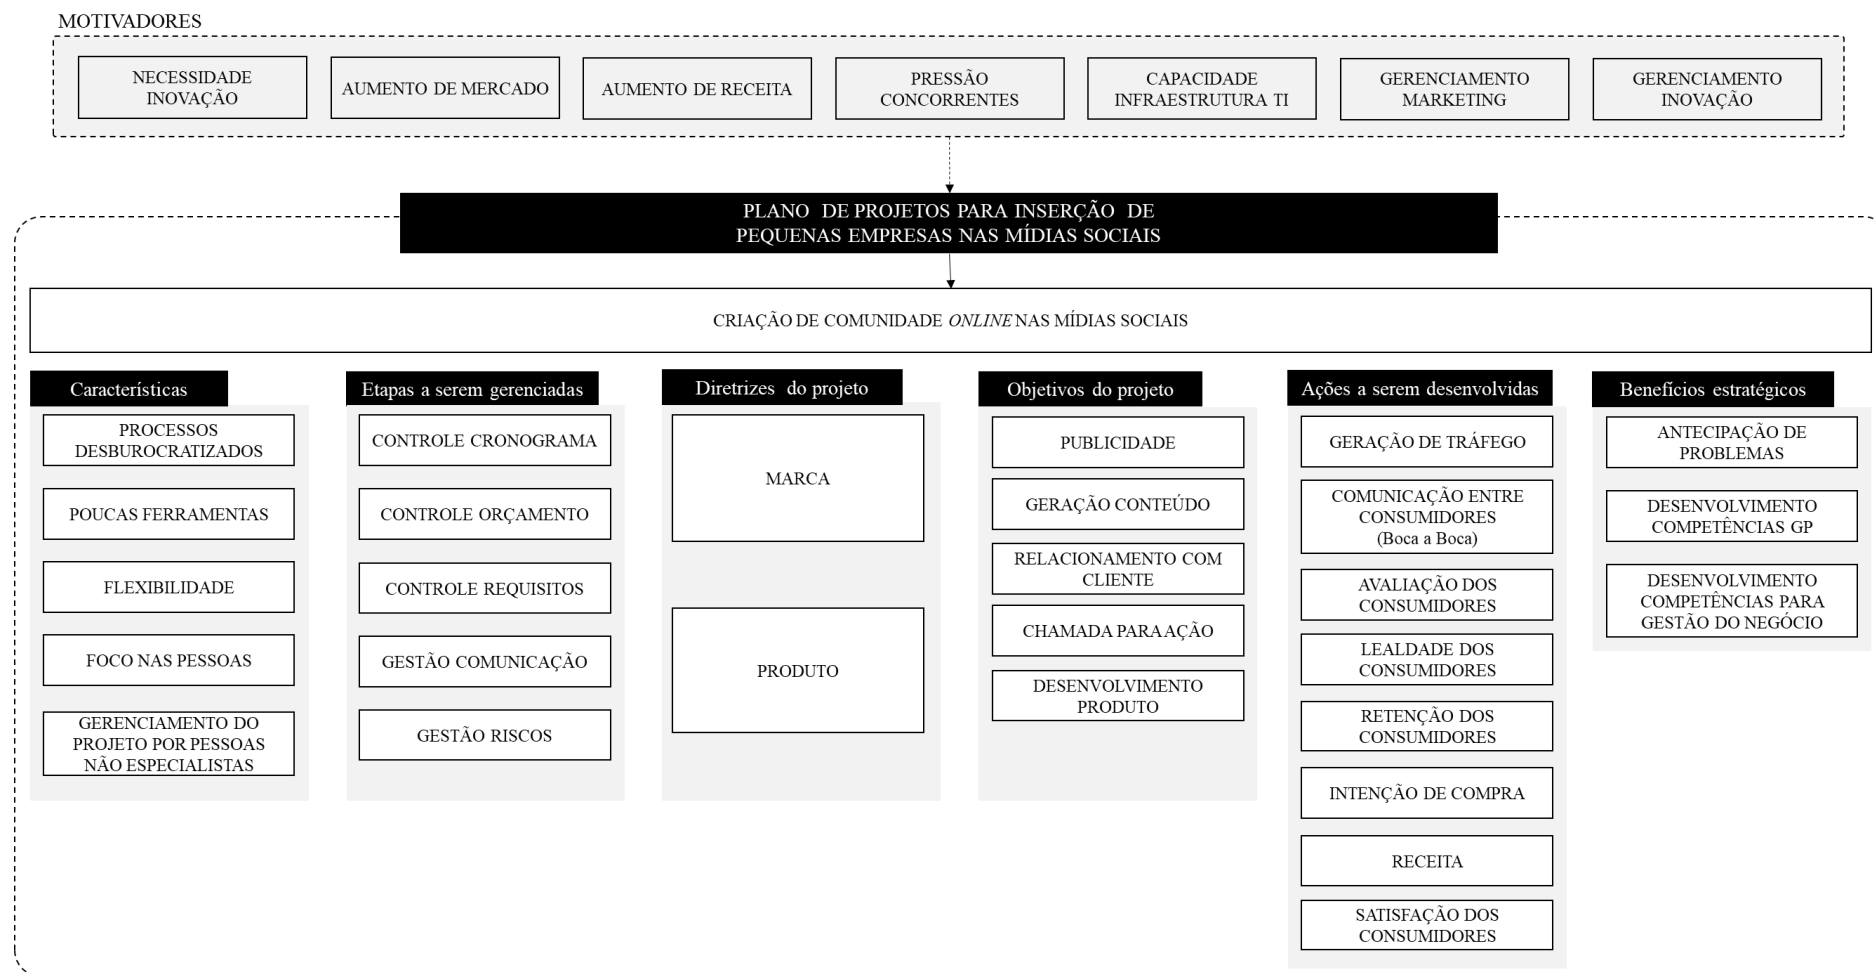 MOTIVADORES
NECESSIDADE
INOVAÇÃO
AUMENTO DE MERCADO
AUMENTO DE RECEITA
PRESSÃO
CONCORRENTES
CAPACIDADE
INFRAESTRUTURA TI
GERENCIAMENTO
MARKETING
GERENCIAMENTO
INOVAÇÃO
PLANO DE PROJETOS PARA INSERÇÃO DE
PEQUENAS EMPRESAS NAS MÍDIAS SOCIAIS
CRIAÇÃO DE COMUNIDADE ONLINE NAS MÍDIAS SOCIAIS
Características
PROCESSOS
DESBUROCRATIZADOS
POUCAS FERRAMENTAS
FLEXIBILIDADE
FOCO NAS PESSOAS
GERENCIAMENTO DO
PROJETO POR PESSOAS
NÃO ESPECIALISTAS
Etapas a serem gerenciadas
CONTROLE CRONOGRAMA
CONTROLE ORÇAMENTO
CONTROLE REQUISITOS
GESTÃO COMUNICAÇÃO
GESTÃO RISCOS
Diretrizes do projeto
MARCA
PRODUTO
Objetivos do projeto
PUBLICIDADE
GERAÇÃO CONTEÚDO
RELACIONAMENTO COM
CLIENTE
CHAMADA PARA AÇÃO
DESENVOLVIMENTO
PRODUTO
Ações a serem desenvolvidas
GERAÇÃO DE TRÁFEGO
COMUNICAÇÃO ENTRE
CONSUMIDORES
(Boca a Boca)
AVALIAÇÃO DOS
CONSUMIDORES
LEALDADE DOS
CONSUMIDORES
RETENÇÃO DOS
CONSUMIDORES
INTENÇÃO DE COMPRA
RECEITA
SATISFAÇÃO DOS
CONSUMIDORES
Benefícios estratégicos
ANTECIPAÇÃO DE
PROBLEMAS
DESENVOLVIMENTO
COMPETÊNCIAS GP
DESENVOLVIMENTO
COMPETÊNCIAS PARA
GESTÃO DO NEGÓCIO